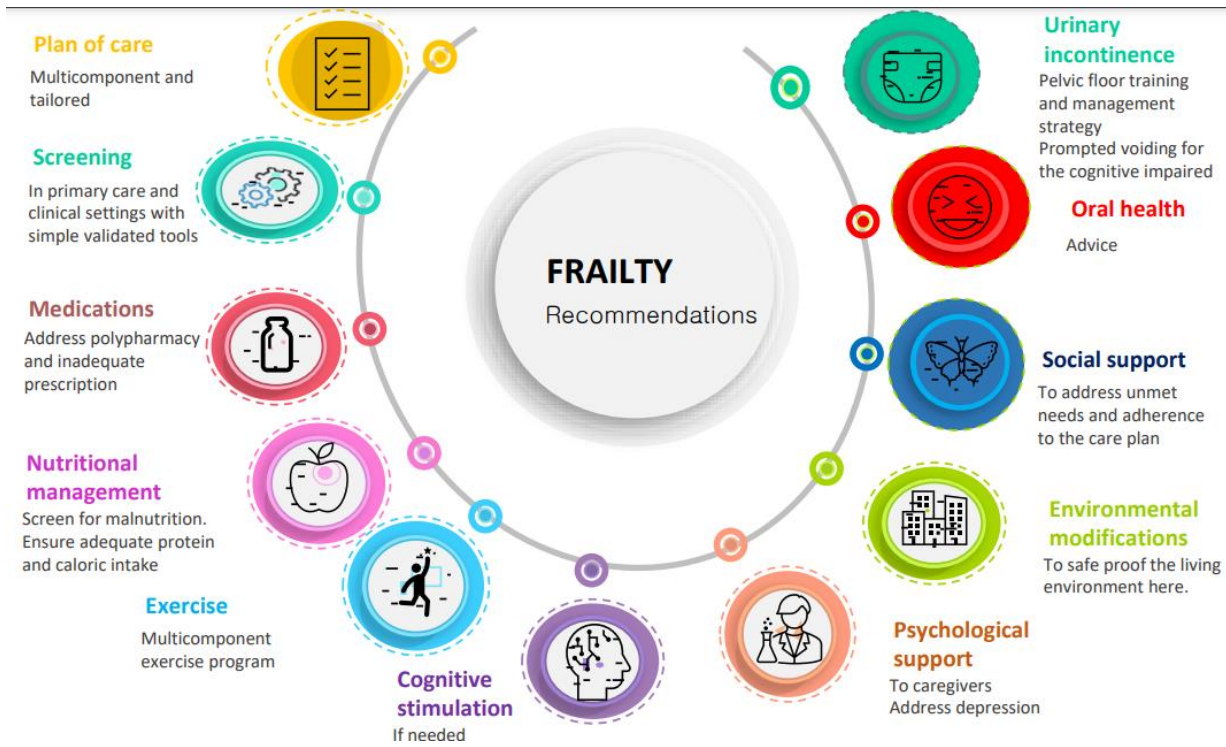 Plan of care
Multicomponent and
tailored
Screening
In primary care and
clinical settings with
simple validated tools
Medications
Address polypharmacy
and inadequate
prescription
Nutritional
management
Screen for malnutrition.
Ensure adequate protein
and caloric intake
Exercise
Multicomponent
exercise program
Cognitive
stimulation
If needed
FRAILTY
Recommendations
Urinary
incontinence
Pelvic floor training
and management
strategy
Prompted voiding for
the cognitive impaired
Oral health
Advice
Social support
To address unmet
needs and adherence
to the care plan
Environmental
modifications
To safe proof the living
environment here.
Psychological
support
To caregivers
Address depression